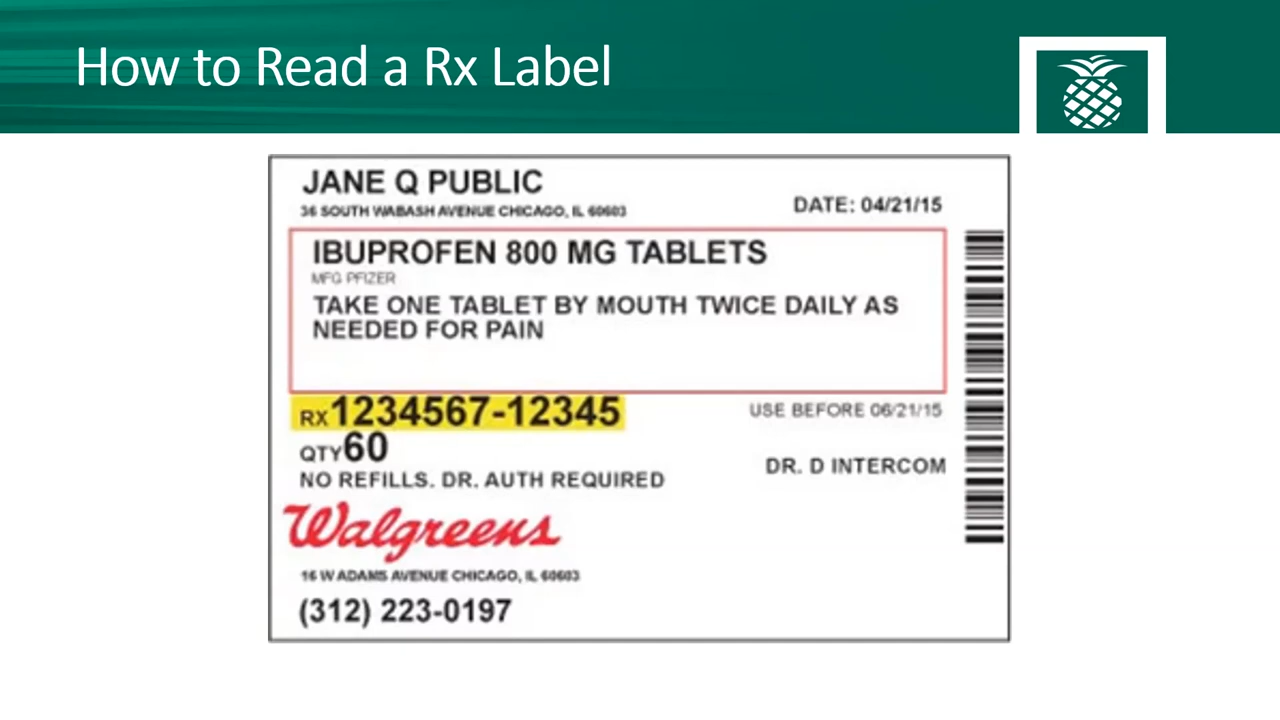 How to Read a Rx Label
JANE Q PUBLIC
36 SOUTH WABASH AVENUE CHICAGO, IL 60603
DATE: 04/21/15
IBUPROFEN 800 MG TABLETS
MFG PFIZER
TAKE ONE TABLET BY MOUTH TWICE DAILY AS
NEEDED FOR PAIN
RX1234567-12345
USE BEFORE 06/21/15
QTY60
NO REFILLS. DR. AUTH REQUIRED
DR. D INTERCOM
Walgreens
16 W ADAMS AVENUE CHICAGO, IL 60603
(312) 223-0197